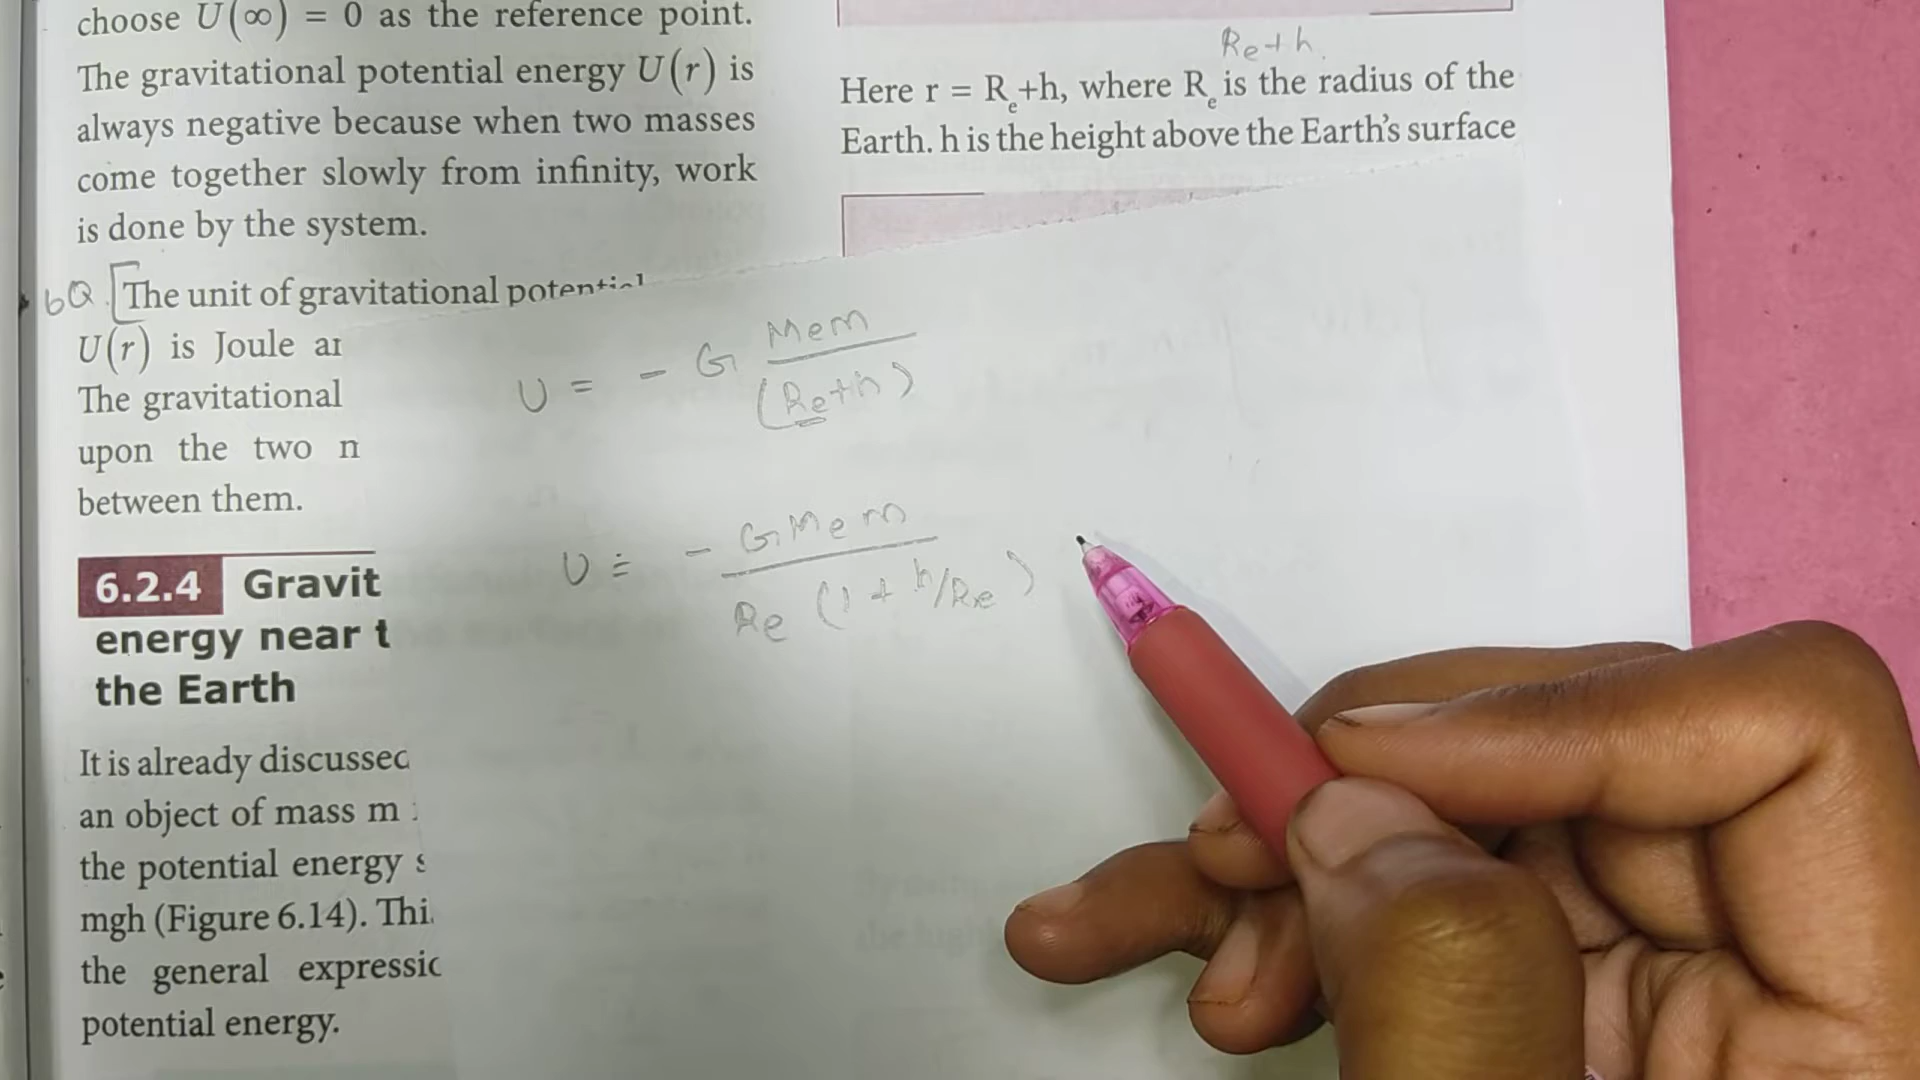 choose U(∞) = 0 as the reference point.
The gravitational potential energy U(r) is
always negative because when two masses
come together slowly from infinity, work
is done by the system.
6Q [The unit of gravitational potential
U(r) is Joule
The gravitational
upon the two
between them.
6.2.4 Gravit
energy near t
the Earth
It is already discussed
an object of mass m
the potential energy s
mgh (Figure 6.14). Thi
the general expressic
potential energy.
Re+h
Here r = Re+h, where Re is the radius of the
Earth. h is the height above the Earth's surface
U = - G Mem
(Re+h)
U = - GMem
Re (1 + h/Re)